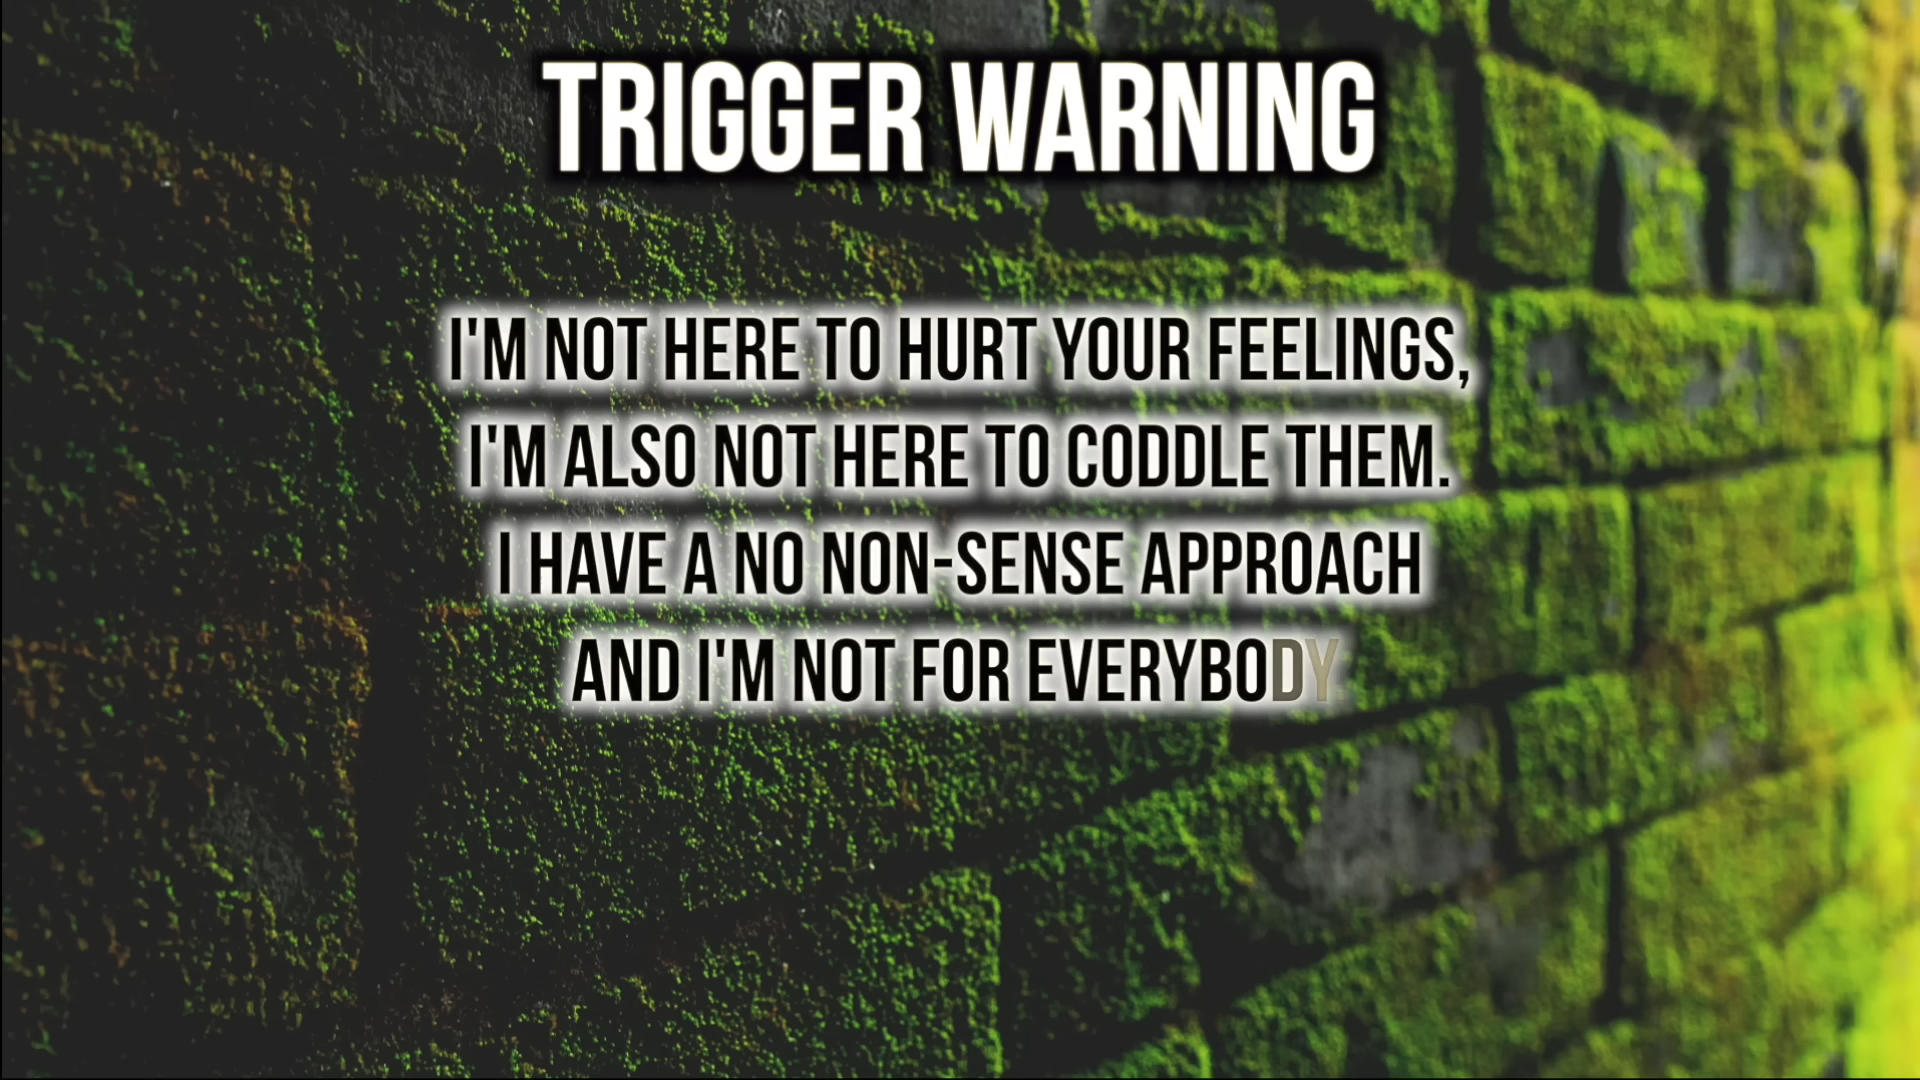 TRIGGER WARNING
I'M NOT HERE TO HURT YOUR FEELINGS,
I'M ALSO NOT HERE TO CODDLE THEM.
I HAVE A NO NON-SENSE APPROACH
AND I'M NOT FOR EVERYBODY